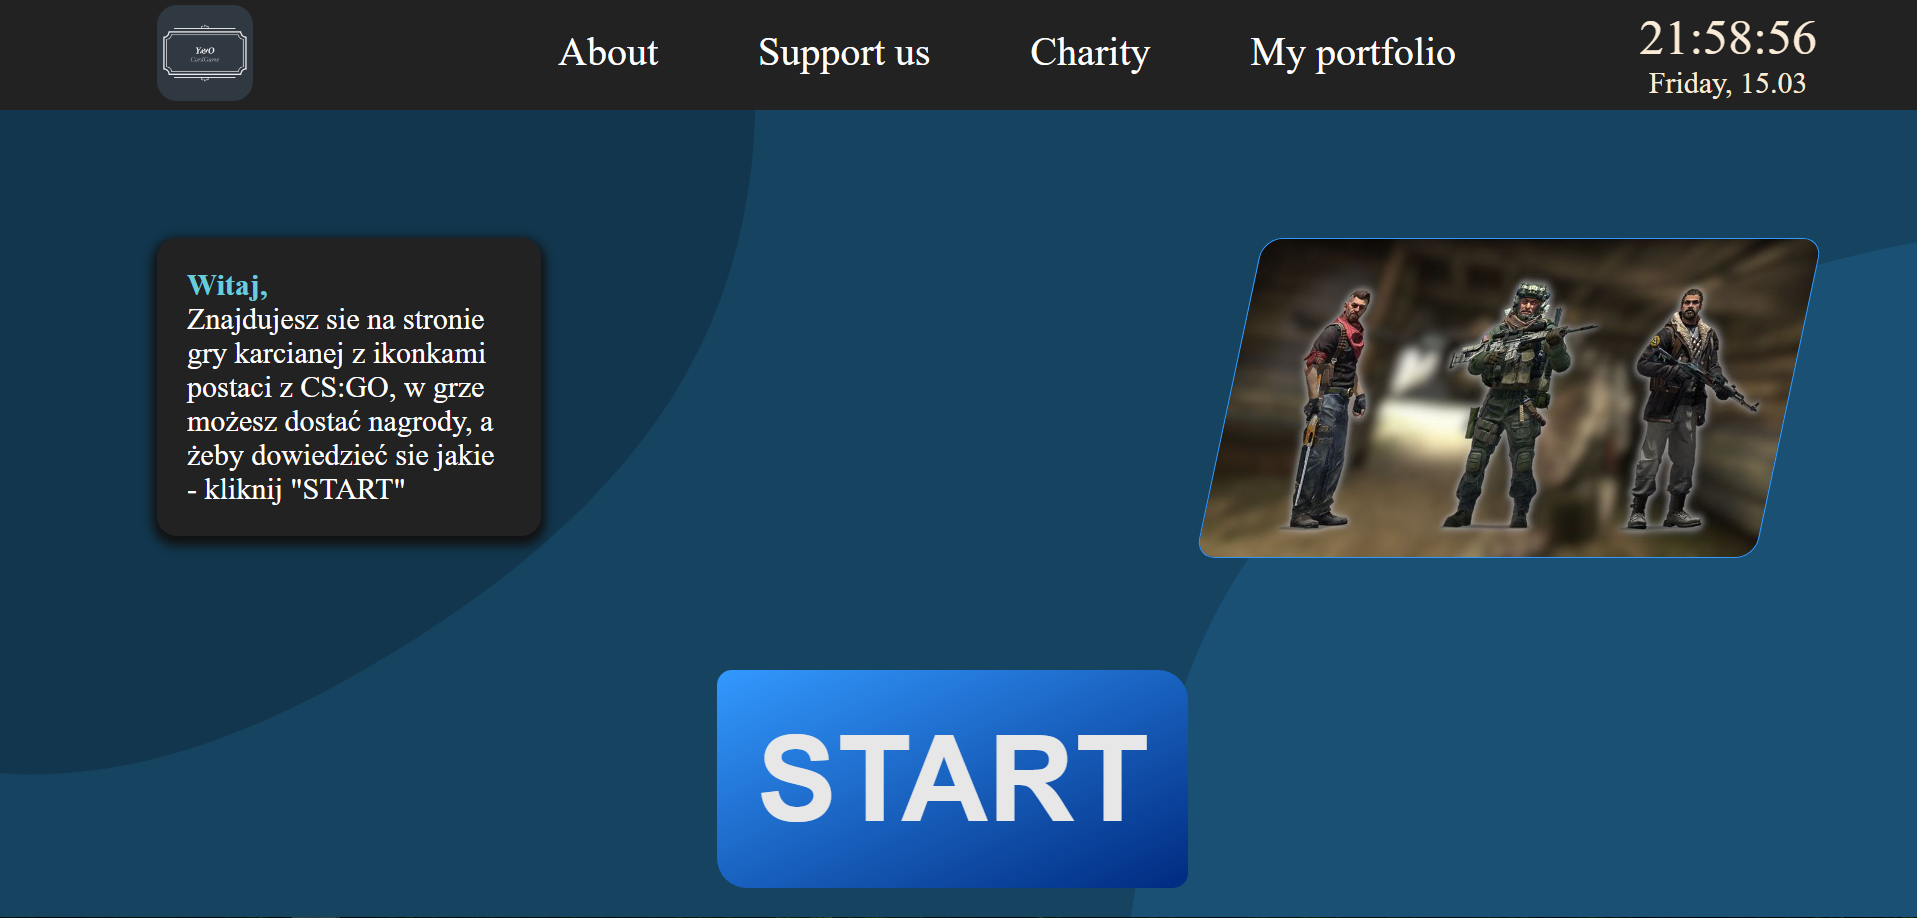 Y&O
CardGame
About
Support us
Charity
My portfolio
21:58:56
Friday, 15.03
Witaj,
Znajdujesz sie na stronie
gry karcianej z ikonkami
postaci z CS:GO, w grze
możesz dostać nagrody, a
żeby dowiedzieć sie jakie
- kliknij "START"
START